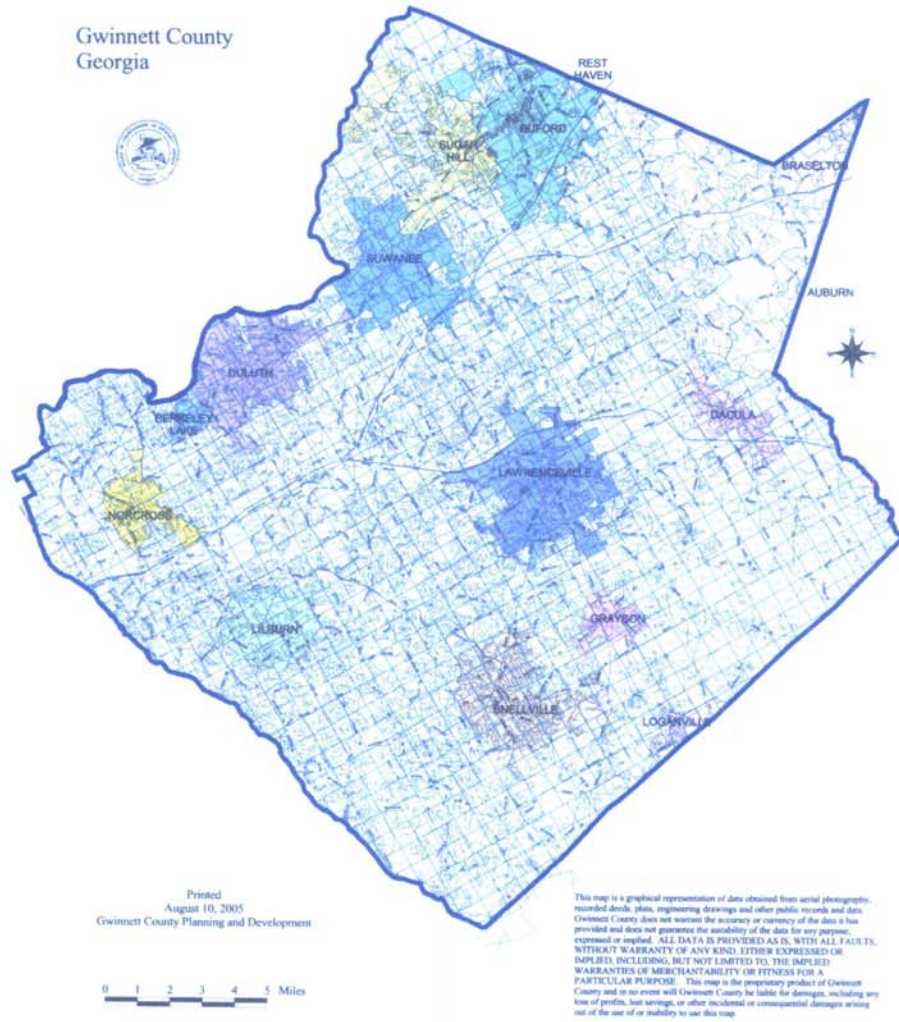 Gwinnett County
Georgia
REST
HAVEN
BUFORD
SUGAR
HILL
BRASELTON
SUWANEE
AUBURN
DULUTH
DACULA
BERKELEY
LAKE
LAWRENCEVILLE
NORCROSS
LILBURN
GRAYSON
SNELLVILLE
LOGANVILLE
Printed
August 10, 2005
Gwinnett County Planning and Development
0 1 2 3 4 5 Miles
This map is a graphical representation of data obtained from aerial photography,
recorded deeds, plats, engineering drawings and other public records and data.
Gwinnett County does not warrant the accuracy or currency of the data it has
provided and does not guarantee the suitability of the data for any purpose,
expressed or implied. ALL DATA IS PROVIDED AS IS, WITH ALL FAULTS,
WITHOUT WARRANTY OF ANY KIND, EITHER EXPRESSED OR
IMPLIED, INCLUDING, BUT NOT LIMITED TO, THE IMPLIED
WARRANTIES OF MERCHANTABILITY OR FITNESS FOR A
PARTICULAR PURPOSE. This map is the proprietary product of Gwinnett
County and in no event will Gwinnett County be liable for damages, including any
loss of profits, lost savings, or other incidental or consequential damages arising
out of the use of or inability to use this map.